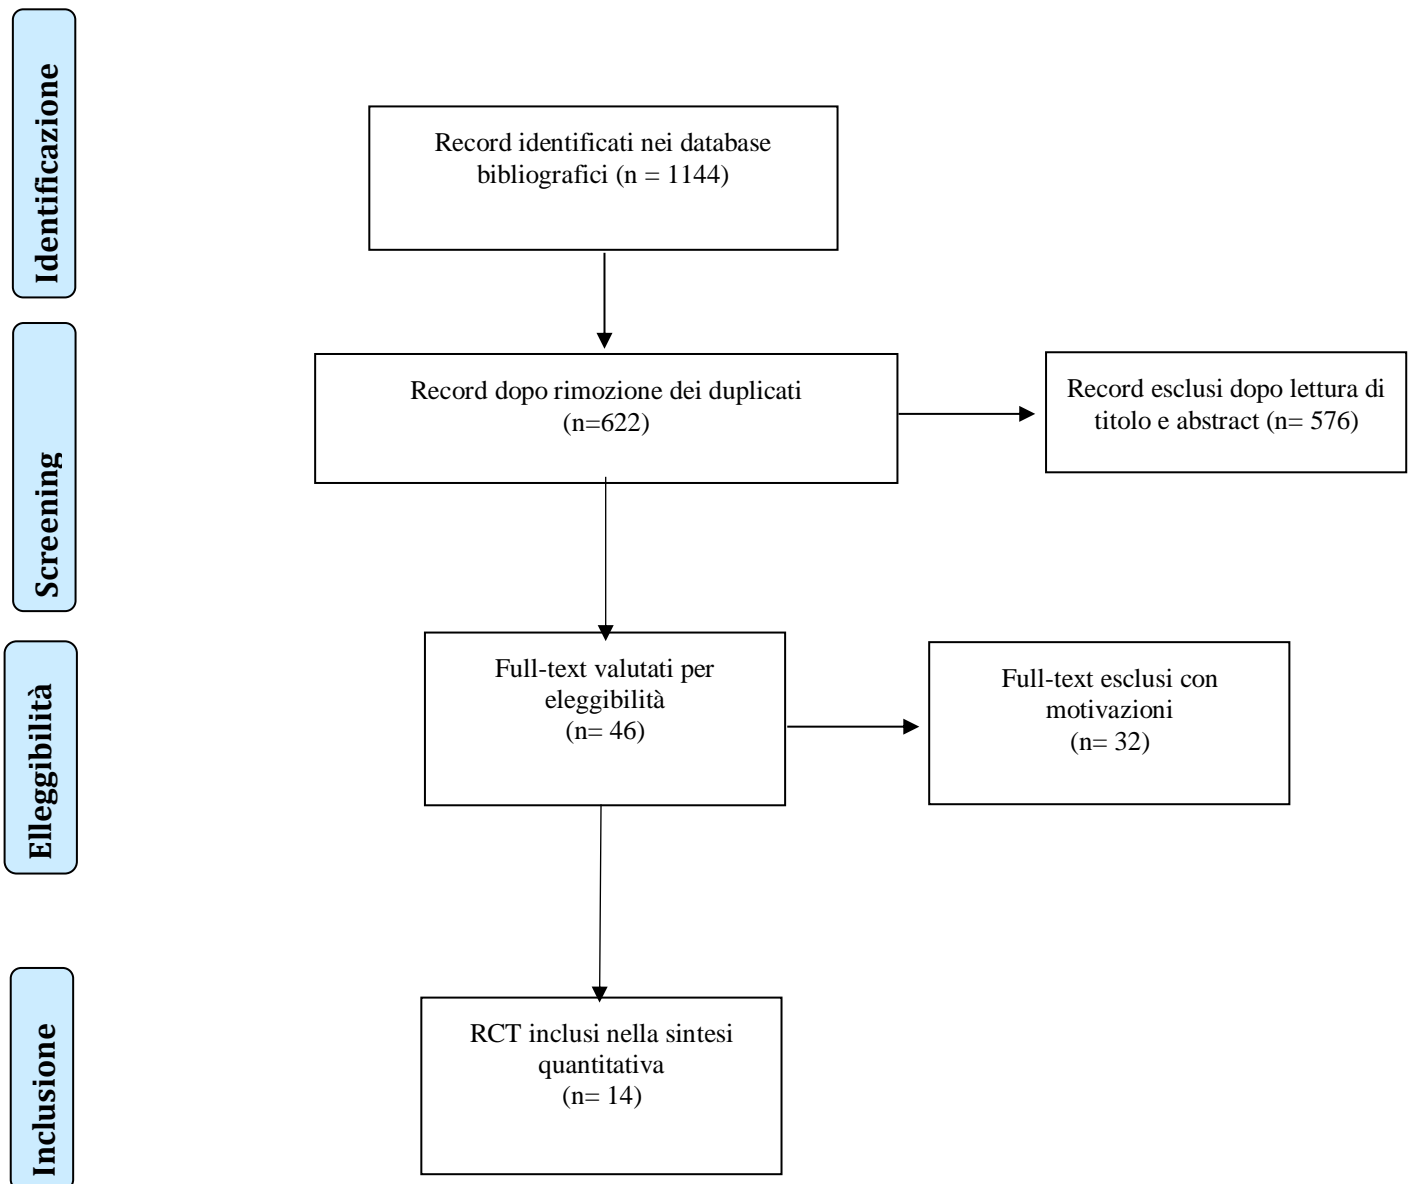 Identificazione
Record identificati nei database
bibliografici (n = 1144)
Screening
Record dopo rimozione dei duplicati
(n=622)
Record esclusi dopo lettura di
titolo e abstract (n= 576)
Elleggibilità
Full-text valutati per
eleggibilità
(n= 46)
Full-text esclusi con
motivazioni
(n= 32)
Inclusione
RCT inclusi nella sintesi
quantitativa
(n= 14)